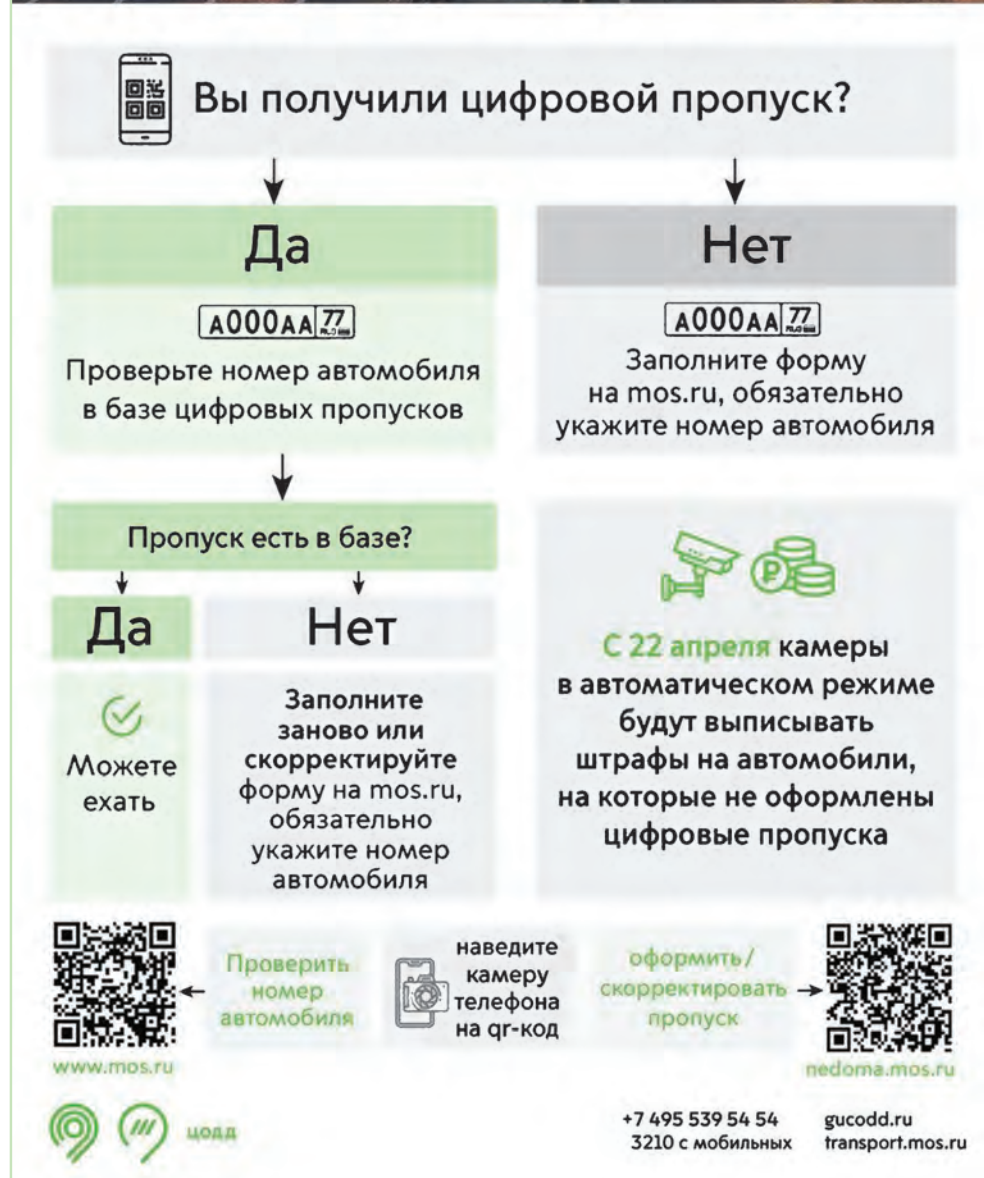 Вы получили цифровой пропуск?
Да
А000АА 77
Проверьте номер автомобиля
в базе цифровых пропусков
Нет
А000АА 77
Заполните форму
на mos.ru, обязательно
укажите номер автомобиля
Пропуск есть в базе?
Да
Можете
ехать
Нет
Заполните
заново или
скорректируйте
форму на mos.ru,
обязательно
укажите номер
автомобиля
С 22 апреля камеры
в автоматическом режиме
будут выписывать
штрафы на автомобили,
на которые не оформлены
цифровые пропуска
www.mos.ru
Проверить
номер
автомобиля
наведите
камеру
телефона
на qr-код
оформить/
скорректировать
пропуск
nedoma.mos.ru
цодд
+7 495 539 54 54
3210 с мобильных
gucodd.ru
transport.mos.ru